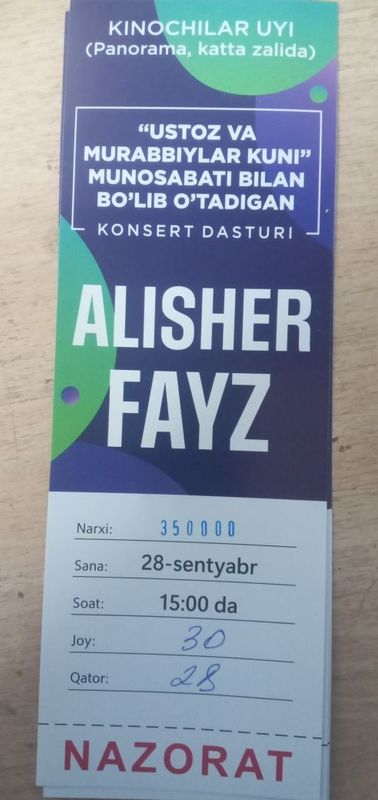 KINOCHILAR UYI
(Panorama, katta zalida)
“USTOZ VA
MURABBIYLAR KUNI”
MUNOSABATI BILAN
BO’LIB O’TADIGAN
KONSERT DASTURI
ALISHER
FAYZ
Narxi: 350000
Sana: 28-sentyabr
Soat: 15:00 da
Joy: 30
Qator: 28
NAZORAT